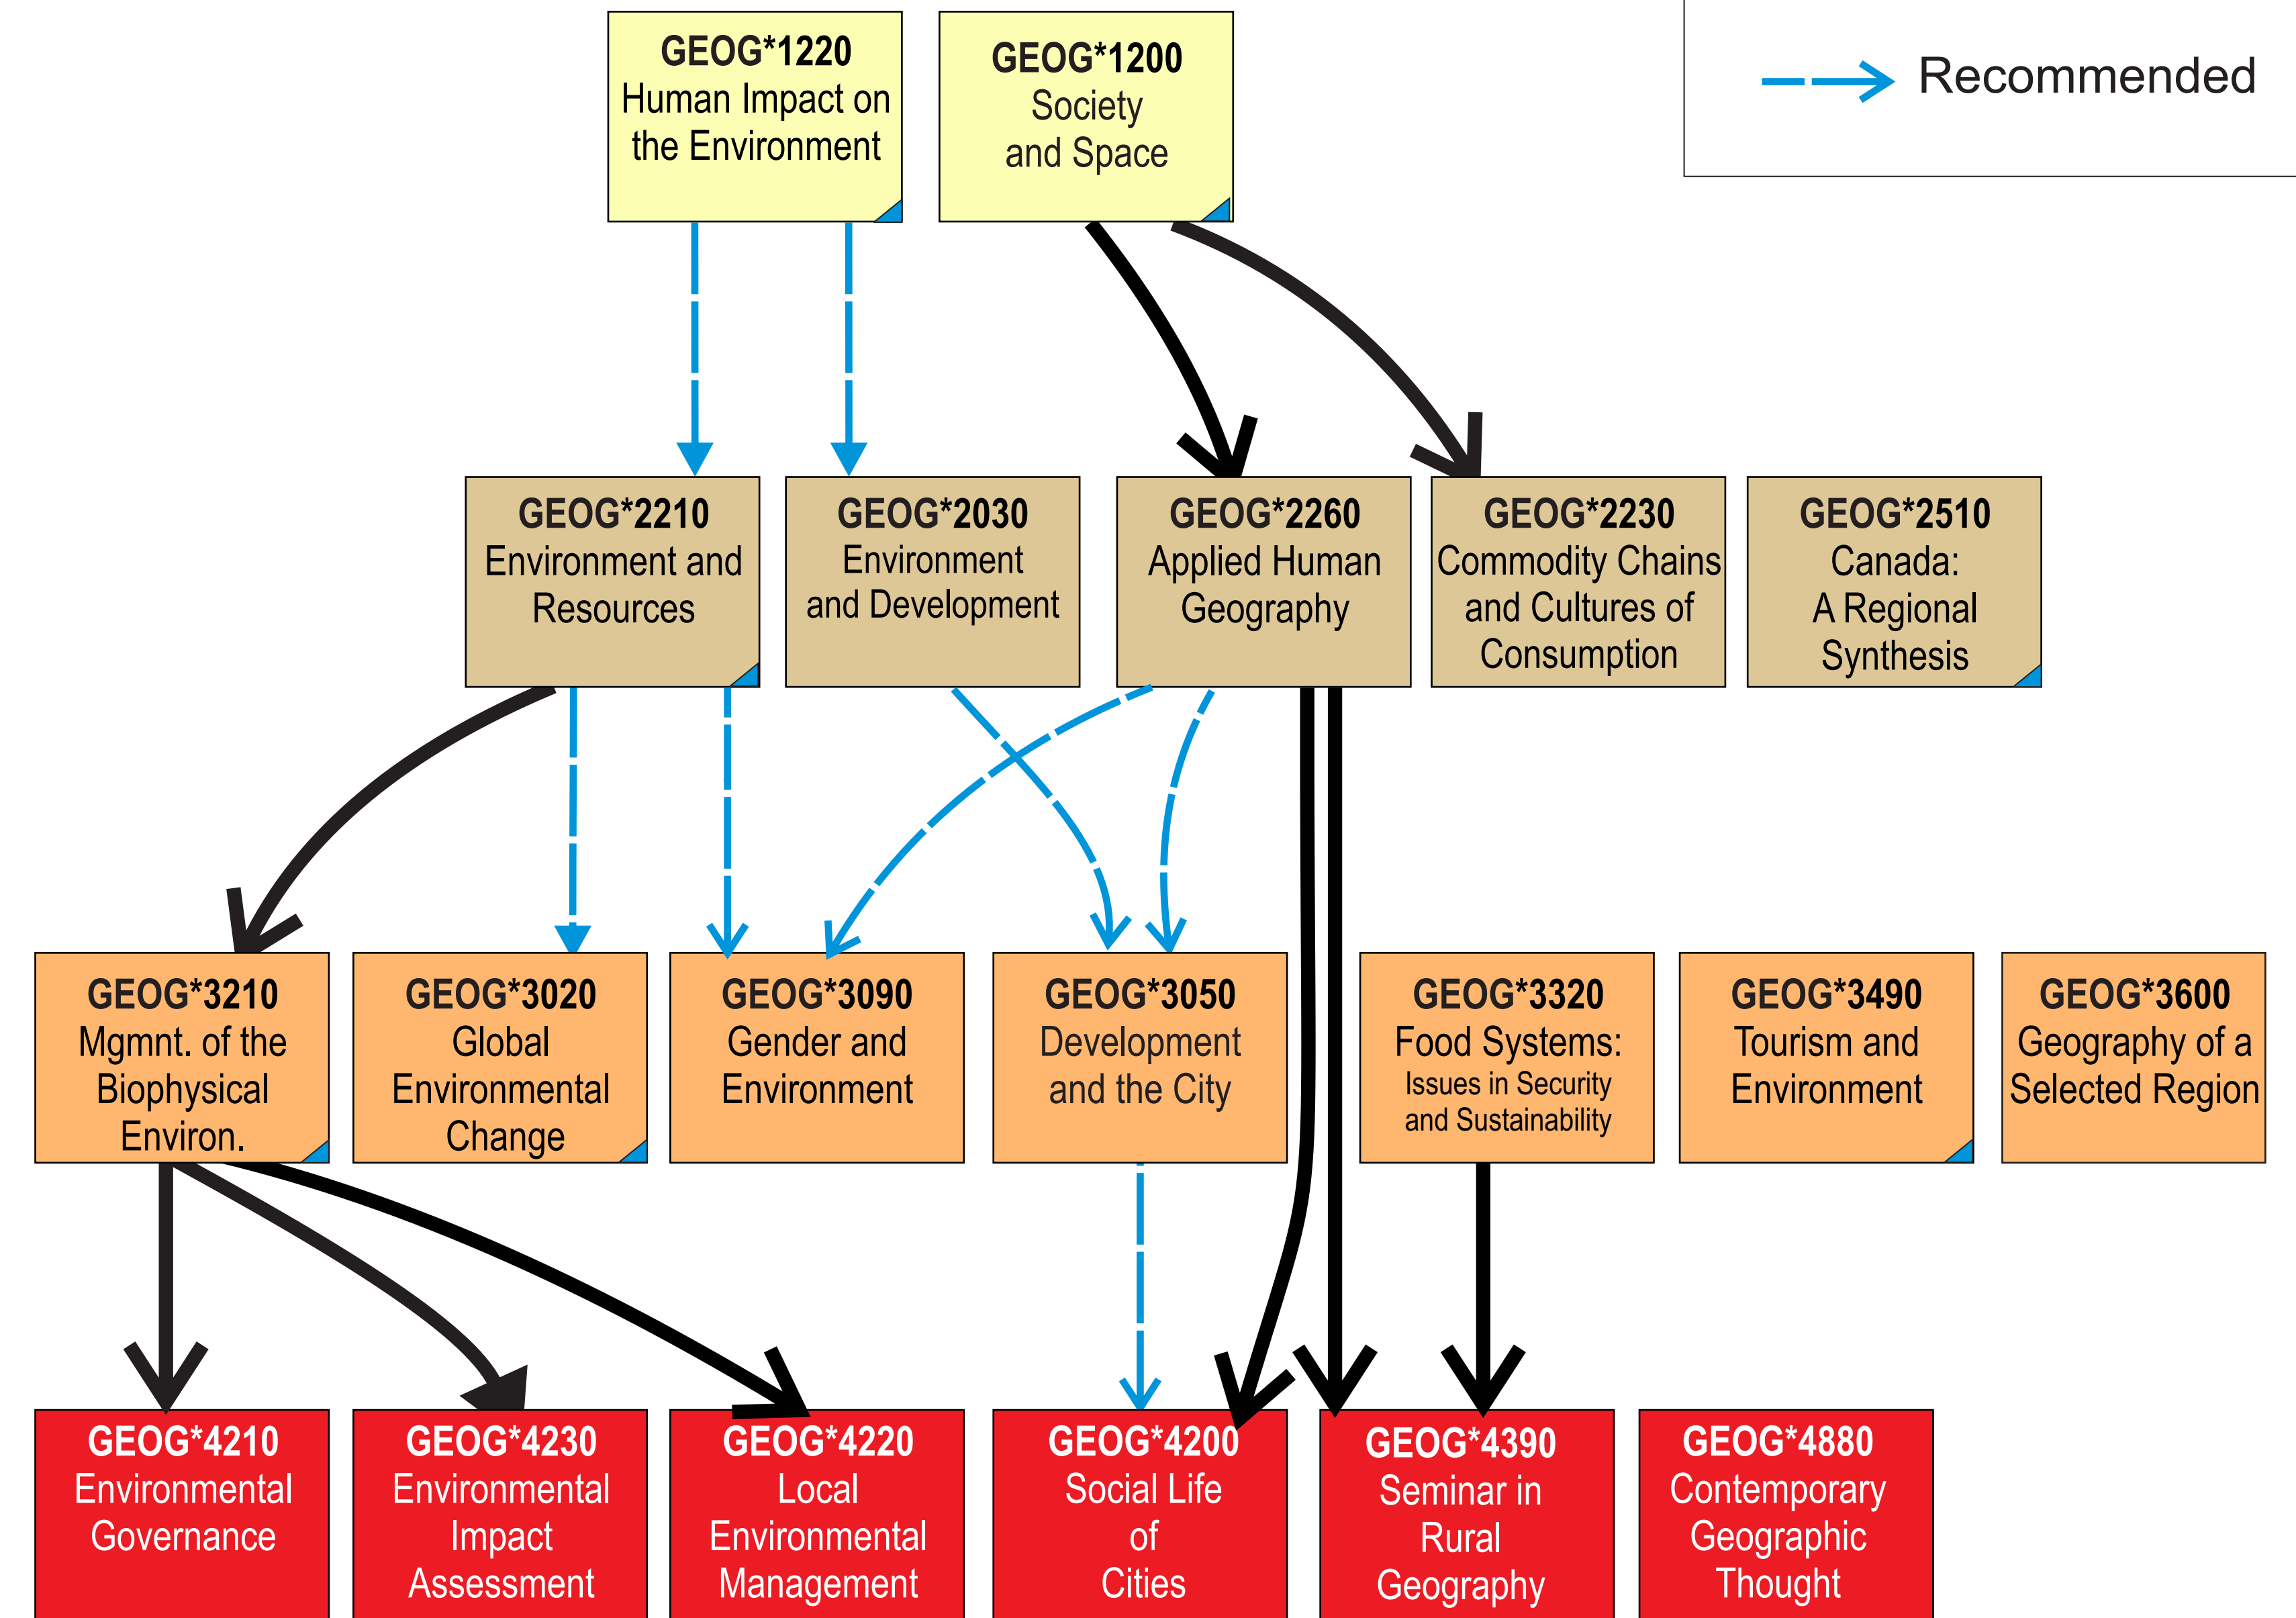 GEOG*1220
Human Impact on
the Environment
GEOG*1200
Society
and Space
Recommended
GEOG*2210
Environment and
Resources
GEOG*2030
Environment
and Development
GEOG*2260
Applied Human
Geography
GEOG*2230
Commodity Chains
and Cultures of
Consumption
GEOG*2510
Canada:
A Regional
Synthesis
GEOG*3210
Mgmnt. of the
Biophysical
Environ.
GEOG*3020
Global
Environmental
Change
GEOG*3090
Gender and
Environment
GEOG*3050
Development
and the City
GEOG*3320
Food Systems:
Issues in Security
and Sustainability
GEOG*3490
Tourism and
Environment
GEOG*3600
Geography of a
Selected Region
GEOG*4210
Environmental
Governance
GEOG*4230
Environmental
Impact
Assessment
GEOG*4220
Local
Environmental
Management
GEOG*4200
Social Life
of
Cities
GEOG*4390
Seminar in
Rural
Geography
GEOG*4880
Contemporary
Geographic
Thought